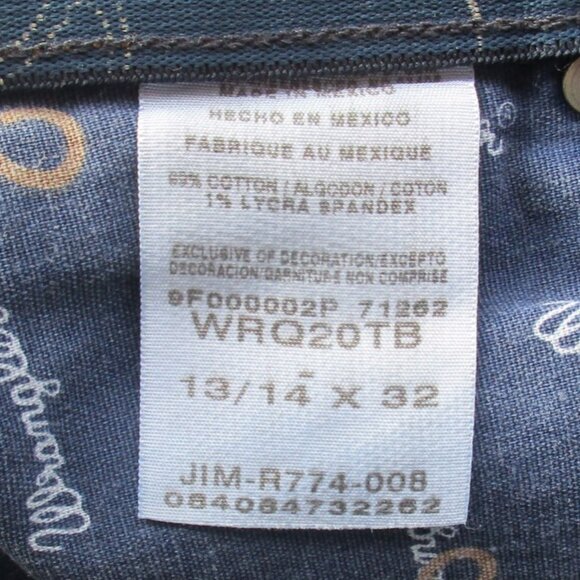 MADE IN MEXICO
HECHO EN MEXICO
FABRIQUE AU MEXIQUE
99% COTTON / ALGODON / COTON
1% LYCRA SPANDEX
EXCLUSIVE OF DECORATION/EXCEPTO
DECORACION/GARNITURE NON COMPRISE
9F000002P 71262
WRQ20TB
13/14 X 32
JIM-R774-008
084084732262
Wrangler